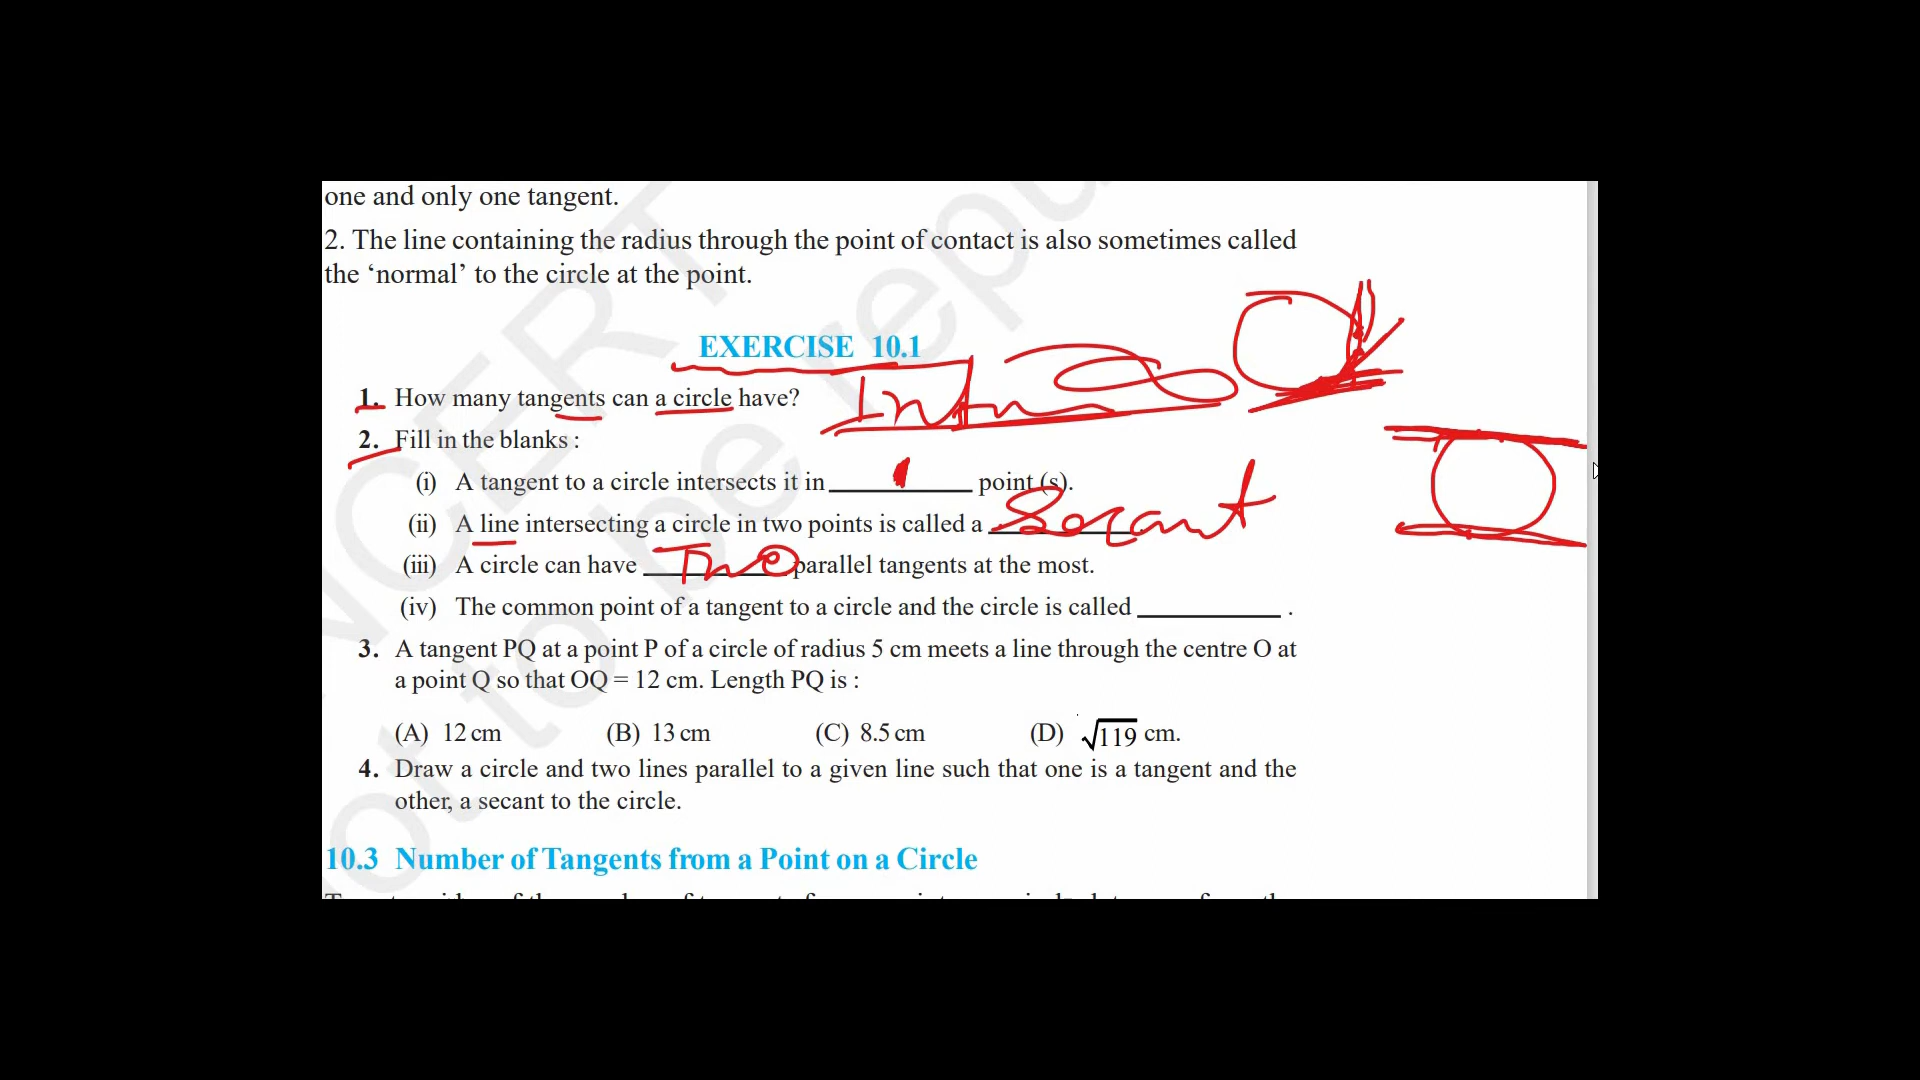 one and only one tangent.
2. The line containing the radius through the point of contact is also sometimes called
the ‘normal’ to the circle at the point.
EXERCISE 10.1
1. How many tangents can a circle have?
2. Fill in the blanks :
(i) A tangent to a circle intersects it in 1 point (s).
(ii) A line intersecting a circle in two points is called a Secant
(iii) A circle can have Two parallel tangents at the most.
(iv) The common point of a tangent to a circle and the circle is called ____________ .
3. A tangent PQ at a point P of a circle of radius 5 cm meets a line through the centre O at
a point Q so that OQ = 12 cm. Length PQ is :
(A) 12 cm (B) 13 cm (C) 8.5 cm (D) √119 cm.
4. Draw a circle and two lines parallel to a given line such that one is a tangent and the
other, a secant to the circle.
10.3 Number of Tangents from a Point on a Circle